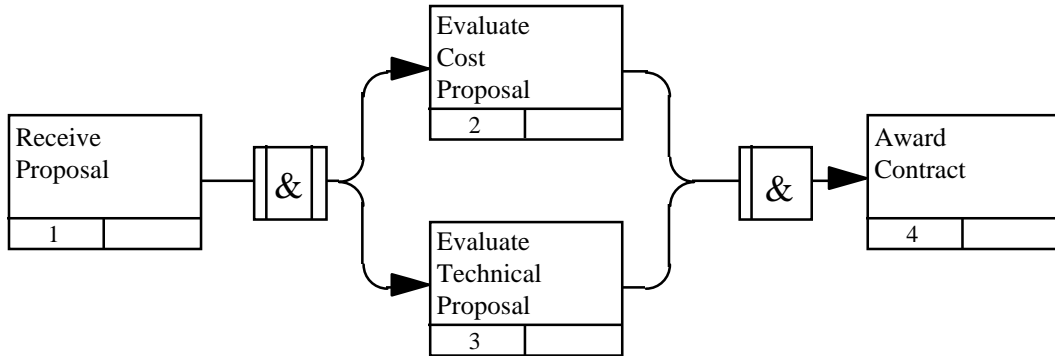 Receive
Proposal
1
&
Evaluate
Cost
Proposal
2
Evaluate
Technical
Proposal
3
&
Award
Contract
4